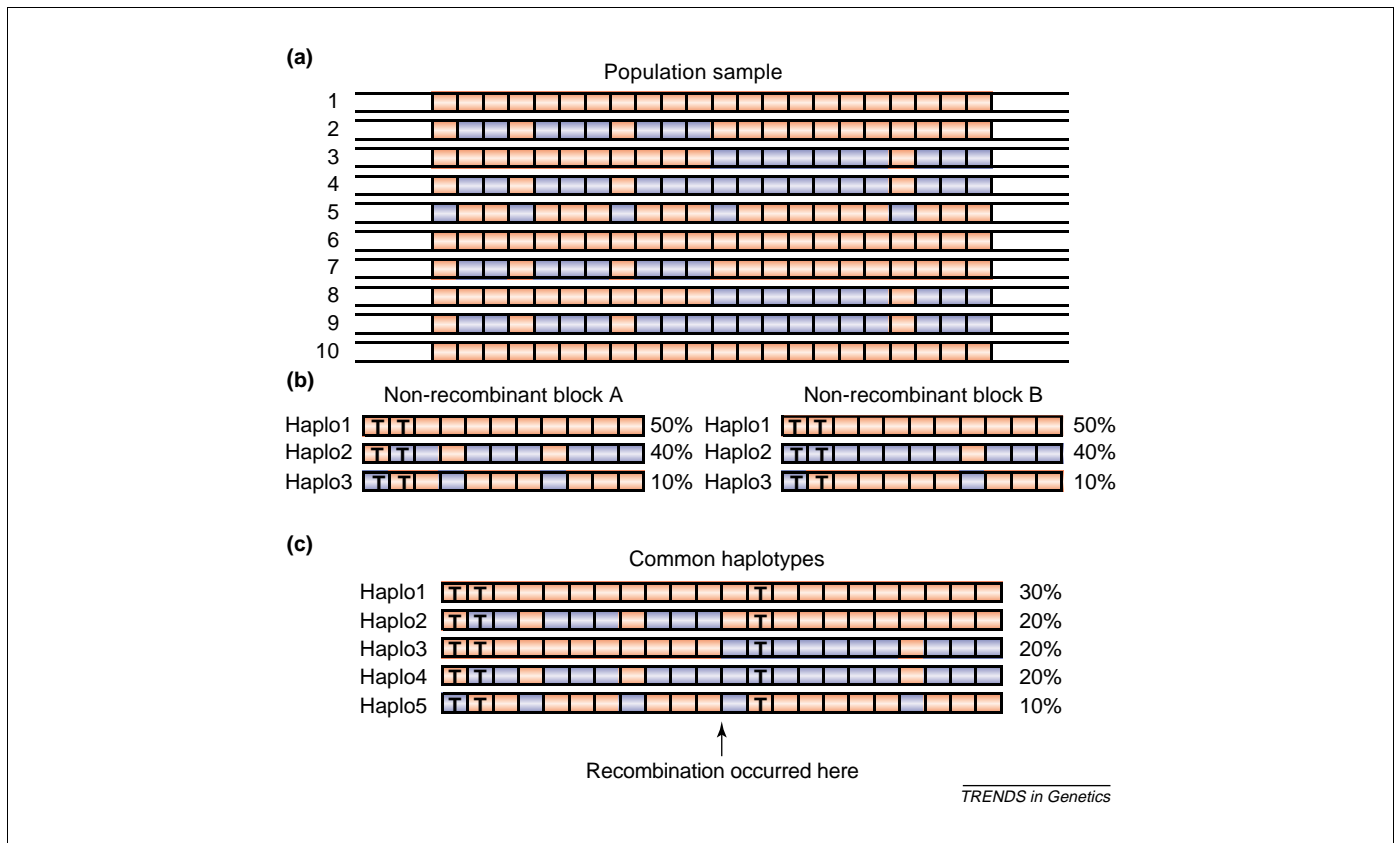 (a)
Population sample
1
2
3
4
5
6
7
8
9
10
(b)
Non-recombinant block A Non-recombinant block B
Haplo1 T T 50% Haplo1 T T 50%
Haplo2 T T 40% Haplo2 T T 40%
Haplo3 T T 10% Haplo3 T T 10%
(c)
Common haplotypes
Haplo1 T T T 30%
Haplo2 T T T 20%
Haplo3 T T T 20%
Haplo4 T T T 20%
Haplo5 T T T 10%
Recombination occurred here
TRENDS in Genetics